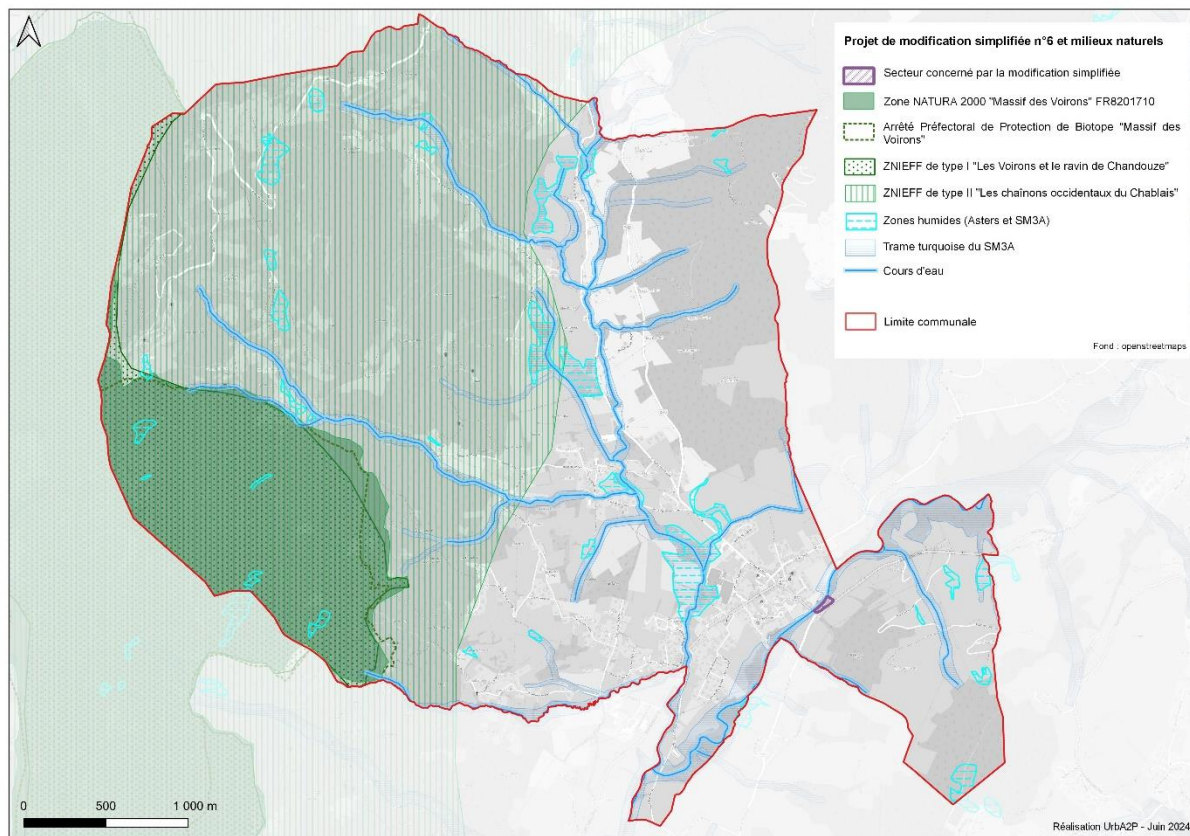 Projet de modification simplifiée n°6 et milieux naturels
Secteur concerné par la modification simplifiée
Zone NATURA 2000 "Massif des Voirons" FR8201710
Arrêté Préfectoral de Protection de Biotope "Massif des
Voirons"
ZNIEFF de type I "Les Voirons et le ravin de Chandouze"
ZNIEFF de type II "Les chaînons occidentaux du Chablais"
Zones humides (Asters et SM3A)
Trame turquoise du SM3A
Cours d'eau
Limite communale
Fond : openstreetmaps
0 500 1 000 m
Réalisation UrbA2P - Juin 2024